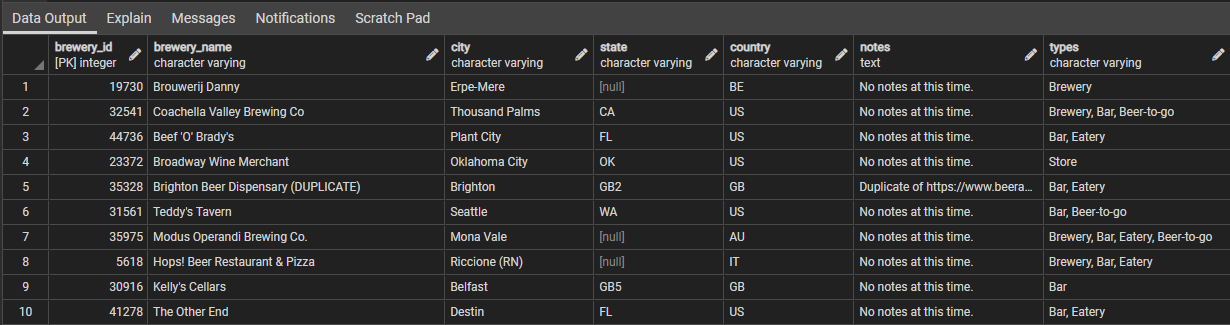 Data Output Explain Messages Notifications Scratch Pad
brewery_id brewery_name city state country notes types
[PK] integer character varying character varying character varying character varying text character varying
1 19730 Brouwerij Danny Erpe-Mere [null] BE No notes at this time. Brewery
2 32541 Coachella Valley Brewing Co Thousand Palms CA US No notes at this time. Brewery, Bar, Beer-to-go
3 44736 Beef 'O' Brady's Plant City FL US No notes at this time. Bar, Eatery
4 23372 Broadway Wine Merchant Oklahoma City OK US No notes at this time. Store
5 35328 Brighton Beer Dispensary (DUPLICATE) Brighton GB2 GB Duplicate of https://www.beera... Bar, Eatery
6 31561 Teddy's Tavern Seattle WA US No notes at this time. Bar, Beer-to-go
7 35975 Modus Operandi Brewing Co. Mona Vale [null] AU No notes at this time. Brewery, Bar, Eatery, Beer-to-go
8 5618 Hops! Beer Restaurant & Pizza Riccione (RN) [null] IT No notes at this time. Brewery, Bar, Eatery
9 30916 Kelly's Cellars Belfast GB5 GB No notes at this time. Bar
10 41278 The Other End Destin FL US No notes at this time. Bar, Eatery